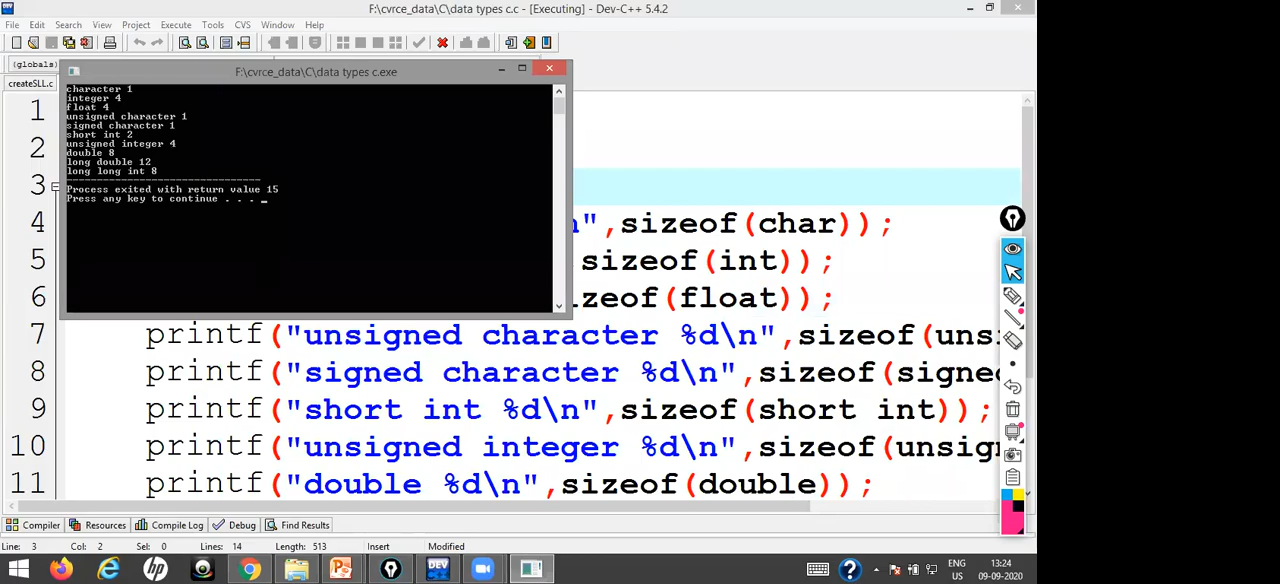 F:\cvrce_data\C\data types c.c - [Executing] - Dev-C++ 5.4.2
File Edit Search View Project Execute Tools CVS Window Help
(globals)
createSLL.c
F:\cvrce_data\C\data types c.exe
character 1
integer 4
float 4
unsigned character 1
signed character 1
short int 2
unsigned integer 4
double 8
long double 12
long long int 8
--------------------------------
Process exited with return value 15
Press any key to continue . . . _
1
2
3
4 \n",sizeof(char));
5 sizeof(int));
6 izeof(float));
7 printf("unsigned character %d\n",sizeof(uns
8 printf("signed character %d\n",sizeof(signed
9 printf("short int %d\n",sizeof(short int));
10 printf("unsigned integer %d\n",sizeof(unsig
11 printf("double %d\n",sizeof(double));
Compiler Resources Compile Log Debug Find Results
Line: 3 Col: 2 Sel: 0 Lines: 14 Length: 513 Insert Modified
hp DEV C++ ENG US 13:24 09-09-2020